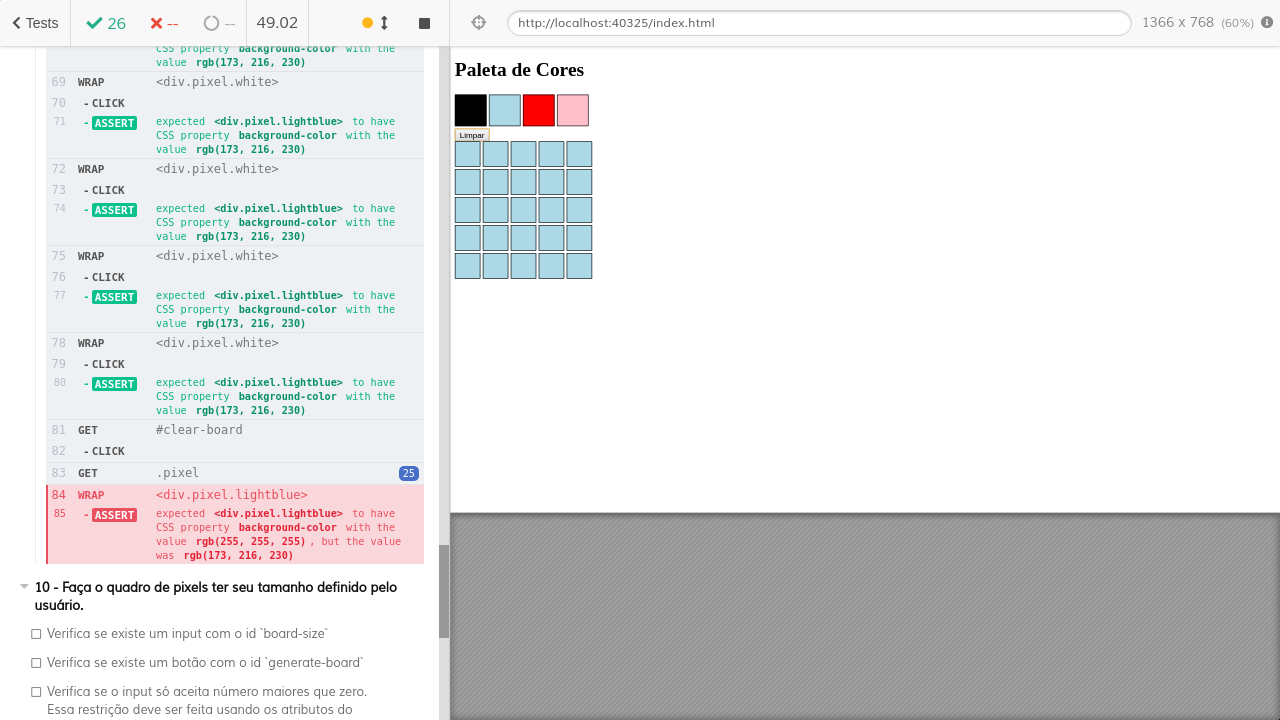 Tests
26
--
--
49.02
http://localhost:40325/index.html
1366 x 768 (60%)
CSS property background-color with the
value rgb(173, 216, 230)
69 WRAP <div.pixel.white>
70 -CLICK
71 -ASSERT expected <div.pixel.lightblue> to have
CSS property background-color with the
value rgb(173, 216, 230)
72 WRAP <div.pixel.white>
73 -CLICK
74 -ASSERT expected <div.pixel.lightblue> to have
CSS property background-color with the
value rgb(173, 216, 230)
75 WRAP <div.pixel.white>
76 -CLICK
77 -ASSERT expected <div.pixel.lightblue> to have
CSS property background-color with the
value rgb(173, 216, 230)
78 WRAP <div.pixel.white>
79 -CLICK
80 -ASSERT expected <div.pixel.lightblue> to have
CSS property background-color with the
value rgb(173, 216, 230)
81 GET #clear-board
82 -CLICK
83 GET .pixel 25
84 WRAP <div.pixel.lightblue>
85 -ASSERT expected <div.pixel.lightblue> to have
CSS property background-color with the
value rgb(255, 255, 255), but the value
was rgb(173, 216, 230)
10 - Faça o quadro de pixels ter seu tamanho definido pelo
usuário.
Verifica se existe um input com o id `board-size`
Verifica se existe um botão com o id `generate-board`
Verifica se o input só aceita número maiores que zero.
Essa restrição deve ser feita usando os atributos do
Paleta de Cores
Limpar